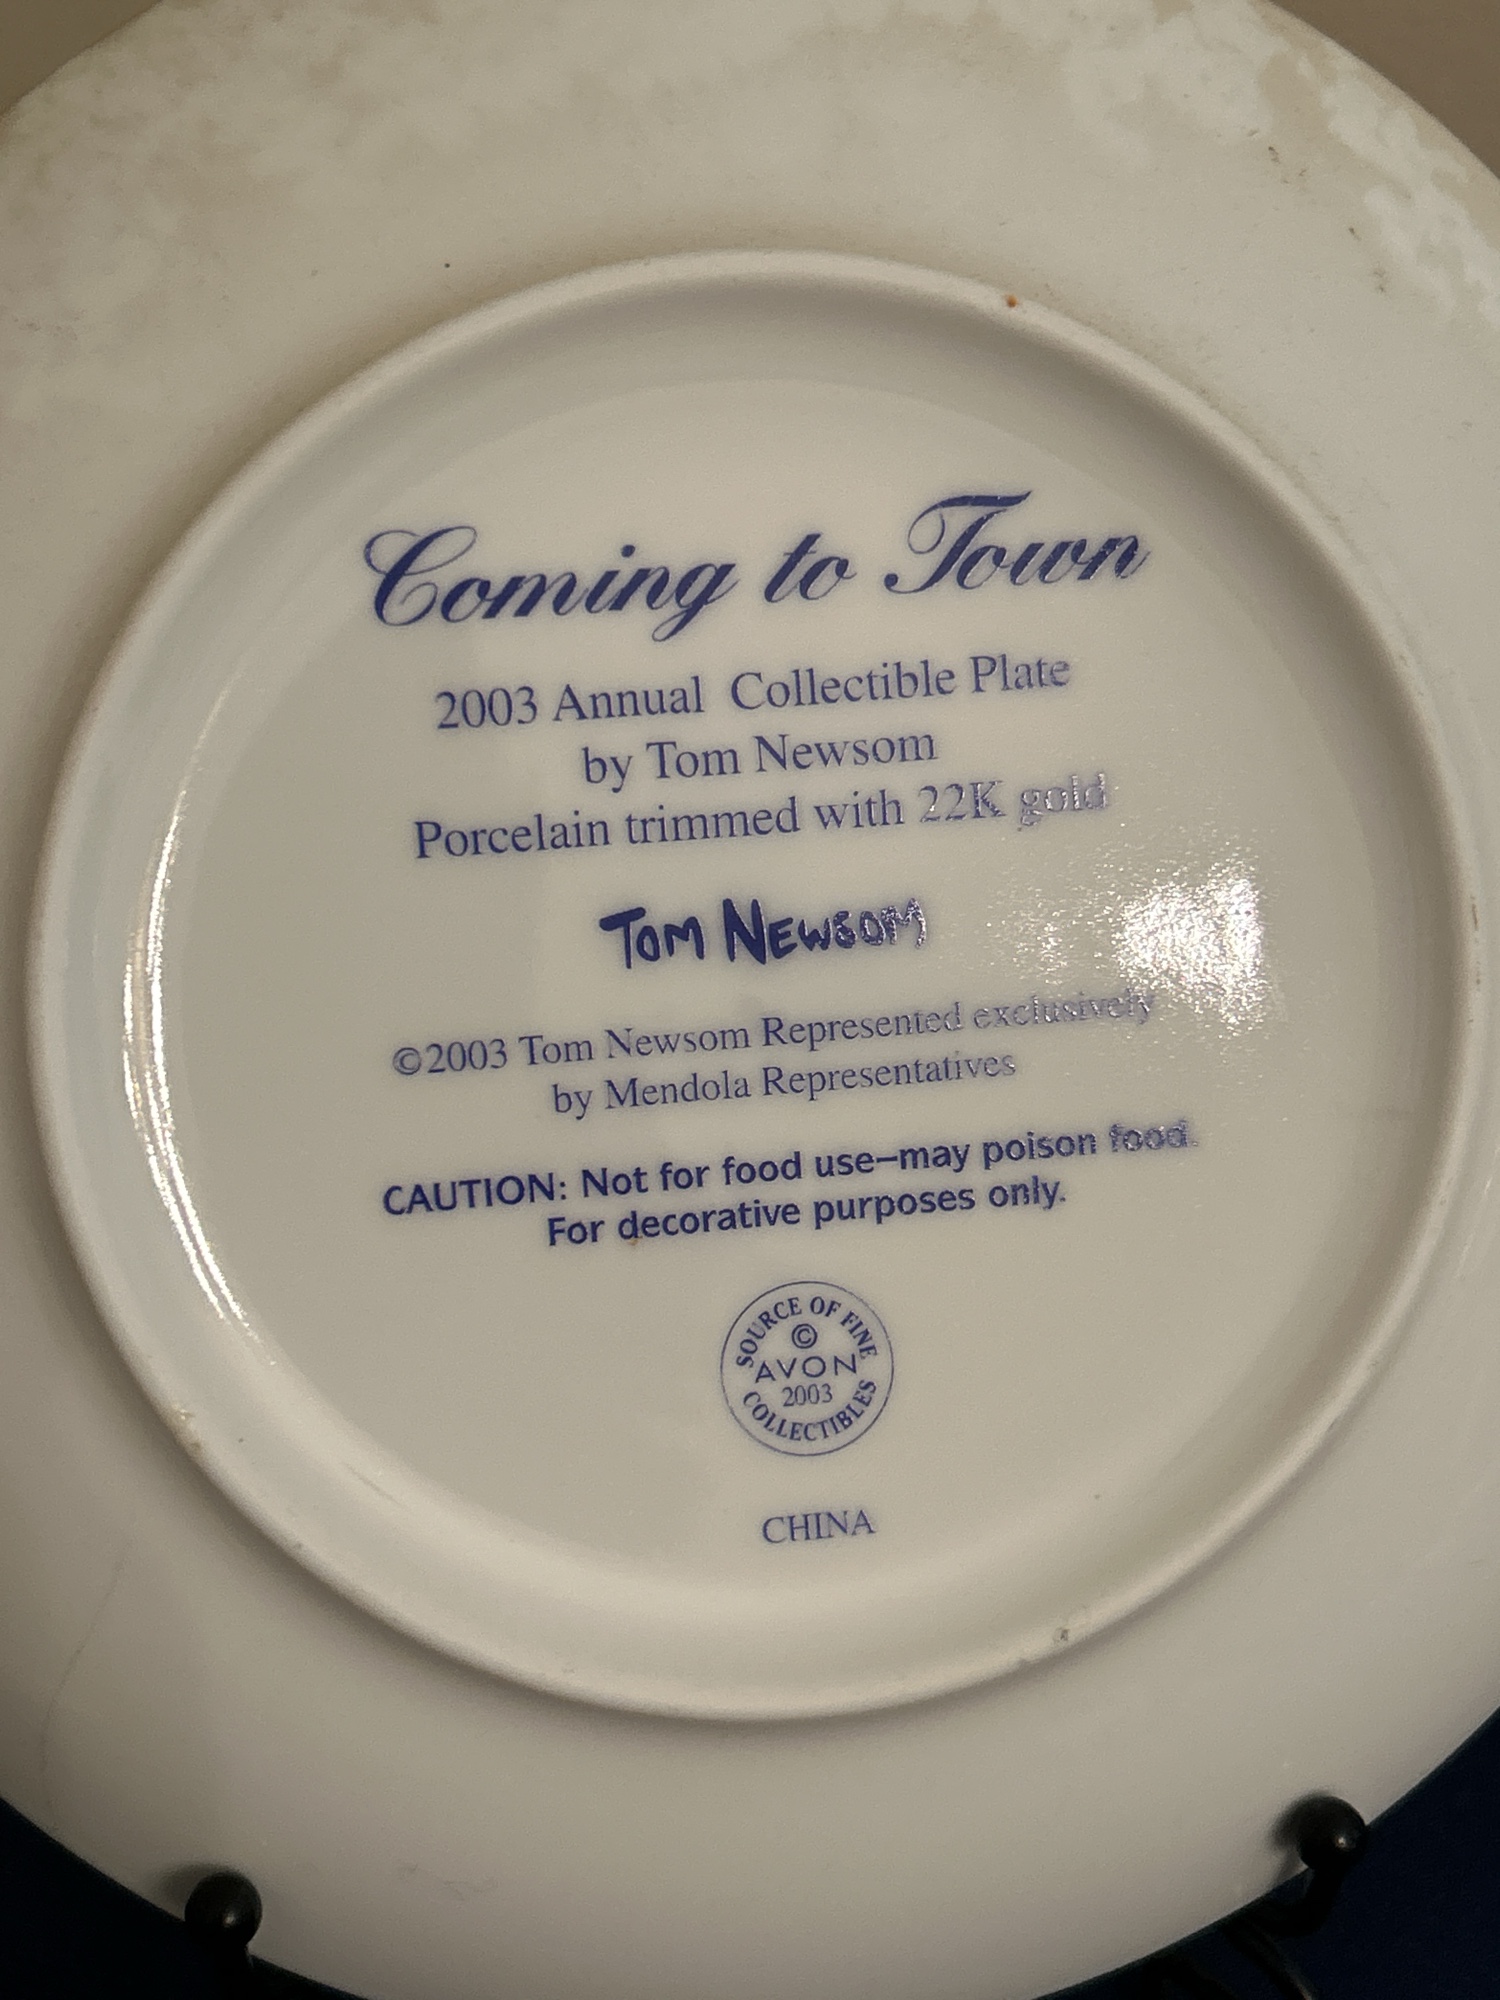 Coming to Town
2003 Annual Collectible Plate
by Tom Newsom
Porcelain trimmed with 22K gold
TOM NEWSOM
©2003 Tom Newsom Represented exclusively
by Mendola Representatives
CAUTION: Not for food use–may poison food.
For decorative purposes only.
SOURCE OF FINE
©
AVON
2003
COLLECTIBLES
CHINA